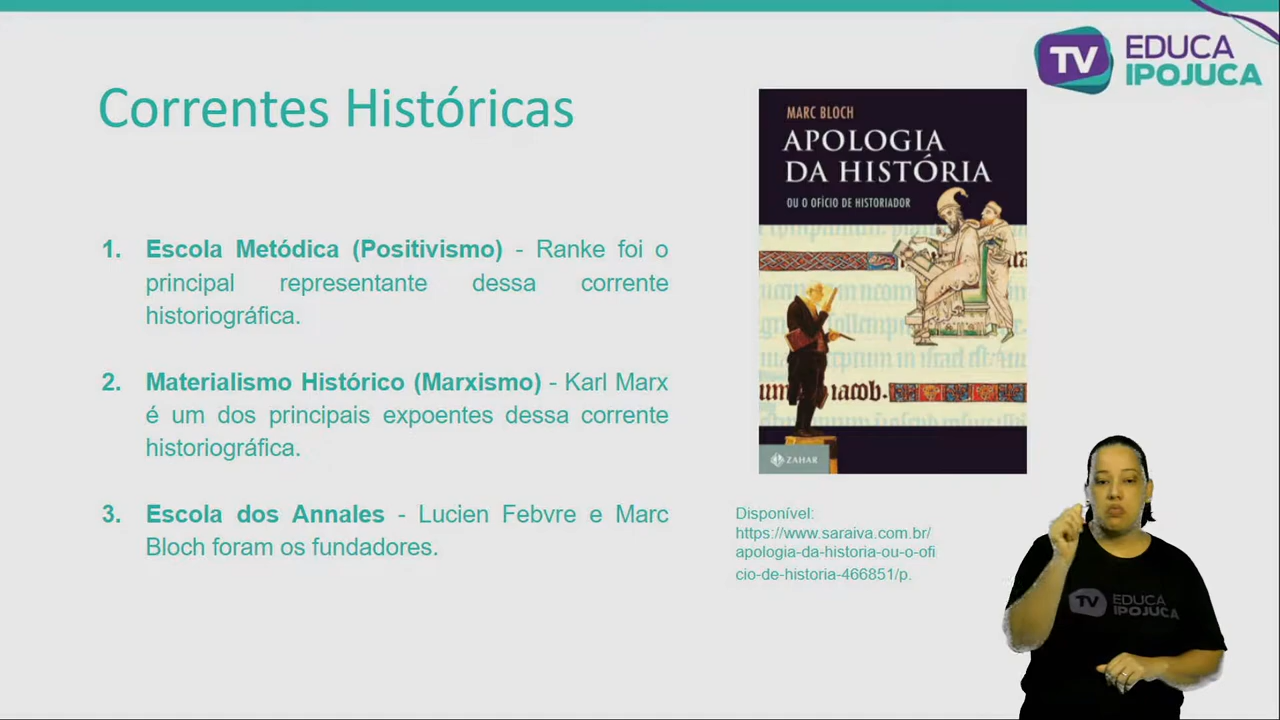 TV EDUCA
IPOJUCA
Correntes Históricas
1. Escola Metódica (Positivismo) - Ranke foi o
principal representante dessa corrente
historiográfica.
2. Materialismo Histórico (Marxismo) - Karl Marx
é um dos principais expoentes dessa corrente
historiográfica.
3. Escola dos Annales - Lucien Febvre e Marc
Bloch foram os fundadores.
MARC BLOCH
APOLOGIA
DA HISTÓRIA
OU O OFÍCIO DE HISTORIADOR
iacob.
ZAHAR
Disponível:
https://www.saraiva.com.br/
apologia-da-historia-ou-o-ofi
cio-de-historia-466851/p.
TV EDUCA
IPOJUCA